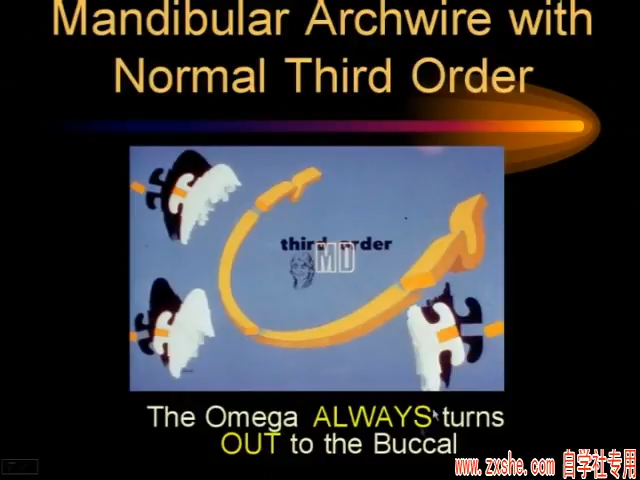 Mandibular Archwire with
Normal Third Order
third order
MD
The Omega ALWAYS turns
OUT to the Buccal
www.zxshe.com 自学社专用